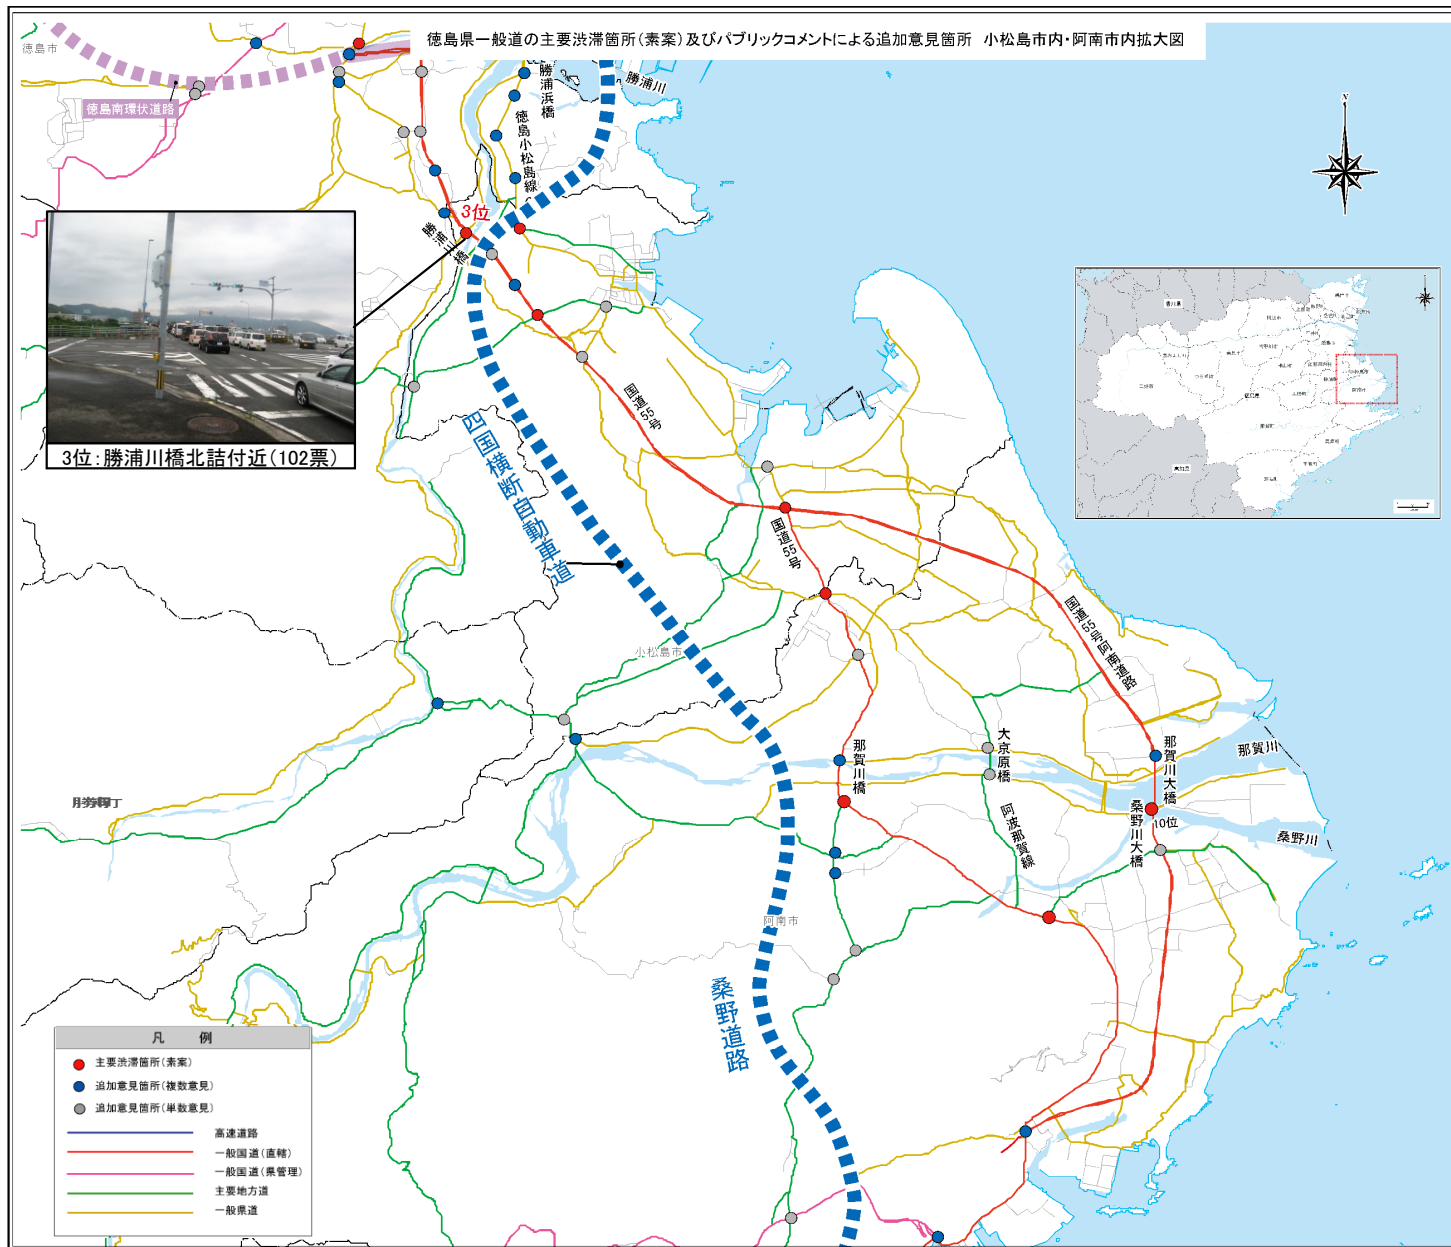 徳島県一般道の主要渋滞箇所(素案)及びパブリックコメントによる追加意見箇所 小松島市内・阿南市内拡大図
徳島市
徳島南環状道路
勝浦浜橋
勝浦川
徳島小松島線
3位
勝浦川橋
3位:勝浦川橋北詰付近(102票)
国道55号
四国横断自動車道
国道55号
国道55号阿南道路
小松島市
那賀川橋
大京原橋
那賀川大橋
那賀川
阿波那賀線
桑野川大橋
10位
桑野川
阿南市
桑野道路
N
凡 例
主要渋滞箇所(素案)
追加意見箇所(複数意見)
追加意見箇所(単数意見)
高速道路
一般国道(直轄)
一般国道(県管理)
主要地方道
一般県道